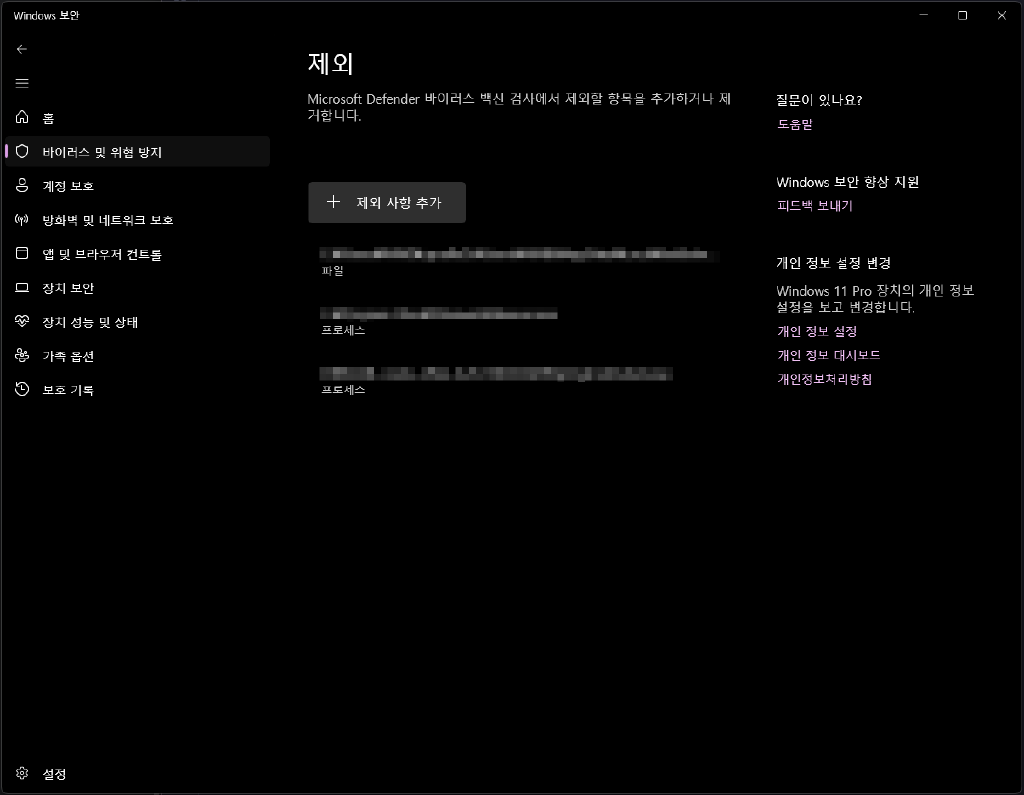 Windows 보안
홈
바이러스 및 위협 방지
계정 보호
방화벽 및 네트워크 보호
앱 및 브라우저 컨트롤
장치 보안
장치 성능 및 상태
가족 옵션
보호 기록
설정
제외
Microsoft Defender 바이러스 백신 검사에서 제외할 항목을 추가하거나 제
거합니다.
제외 사항 추가
파일
프로세스
프로세스
질문이 있나요?
도움말
Windows 보안 향상 지원
피드백 보내기
개인 정보 설정 변경
Windows 11 Pro 장치의 개인 정보
설정을 보고 변경합니다.
개인 정보 설정
개인 정보 대시보드
개인정보처리방침